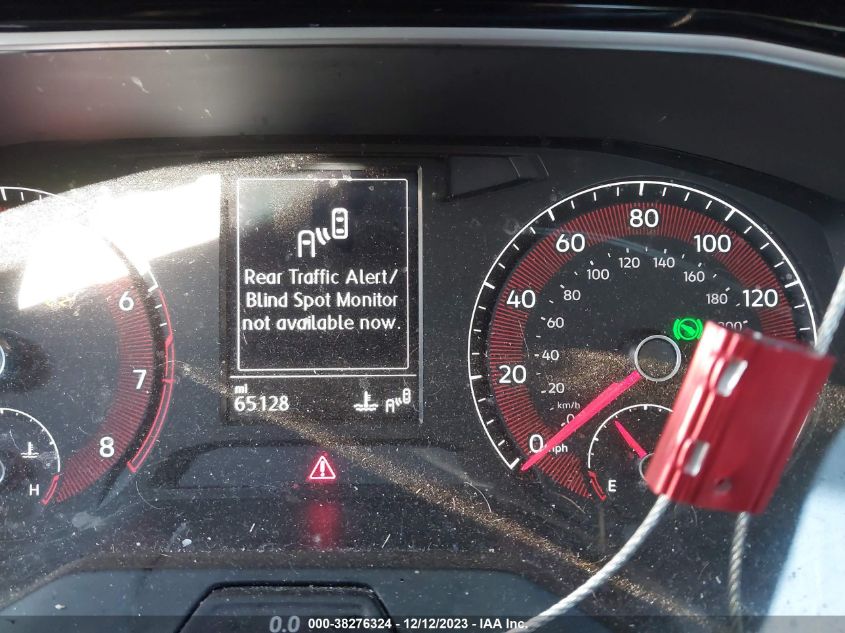 Rear Traffic Alert/
Blind Spot Monitor
not available now.
mi
65128
6
7
8
H
0
20
40
60
80
100
120
mph
0
20
40
60
80
100
120
140
160
180
200
km/h
E
0.0
000-38276324 - 12/12/2023 - IAA Inc.